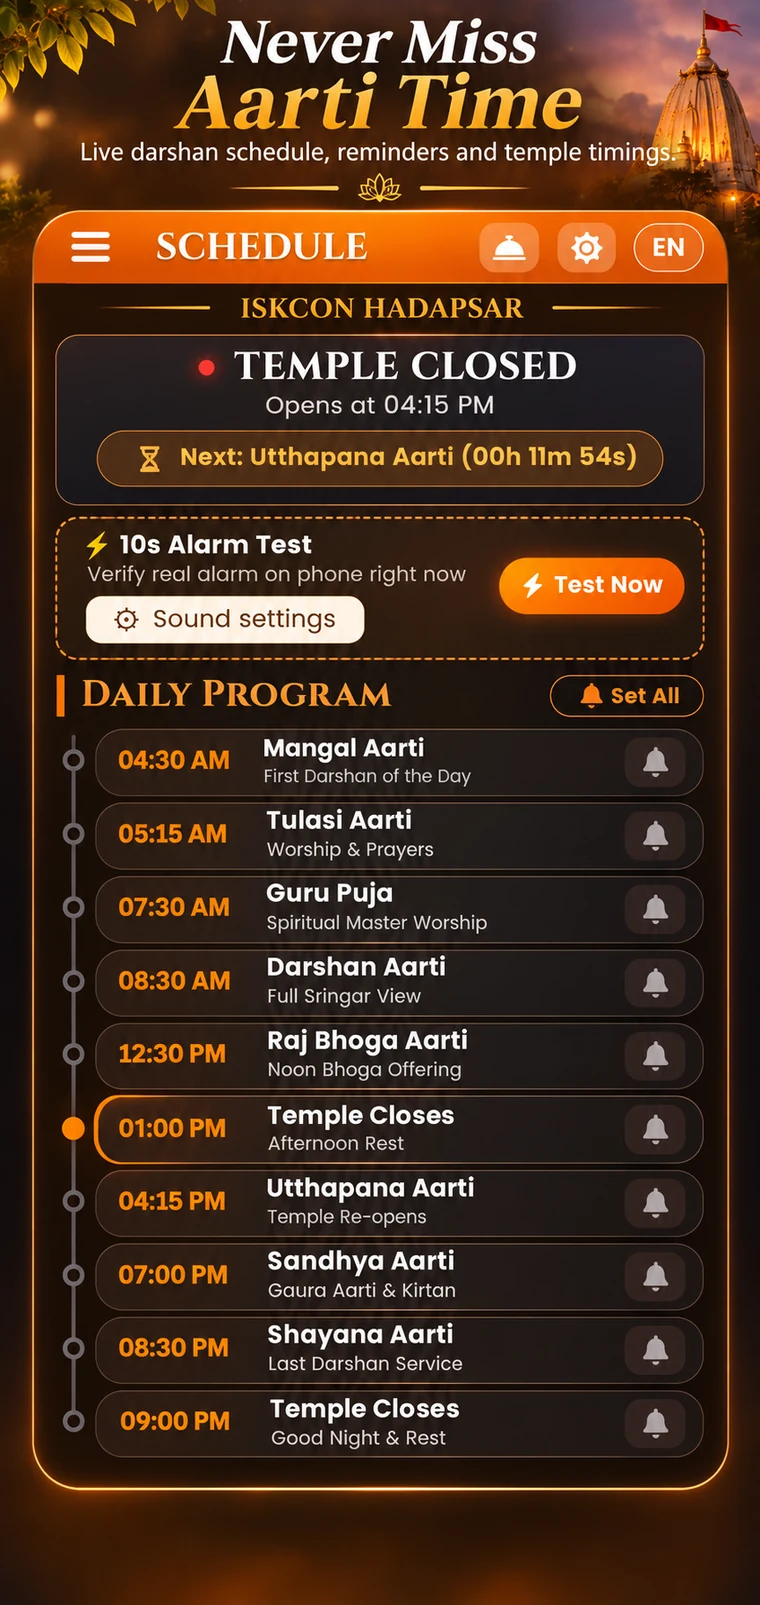 Never Miss
Aarti Time
Live darshan schedule, reminders and temple timings.
SCHEDULE
EN
ISKCON HADAPSAR
TEMPLE CLOSED
Opens at 04:15 PM
Next: Utthapana Aarti (00h 11m 54s)
10s Alarm Test
Verify real alarm on phone right now
Test Now
Sound settings
DAILY PROGRAM
Set All
04:30 AM
Mangal Aarti
First Darshan of the Day
05:15 AM
Tulasi Aarti
Worship & Prayers
07:30 AM
Guru Puja
Spiritual Master Worship
08:30 AM
Darshan Aarti
Full Sringar View
12:30 PM
Raj Bhoga Aarti
Noon Bhoga Offering
01:00 PM
Temple Closes
Afternoon Rest
04:15 PM
Utthapana Aarti
Temple Re-opens
07:00 PM
Sandhya Aarti
Gaura Aarti & Kirtan
08:30 PM
Shayana Aarti
Last Darshan Service
09:00 PM
Temple Closes
Good Night & Rest